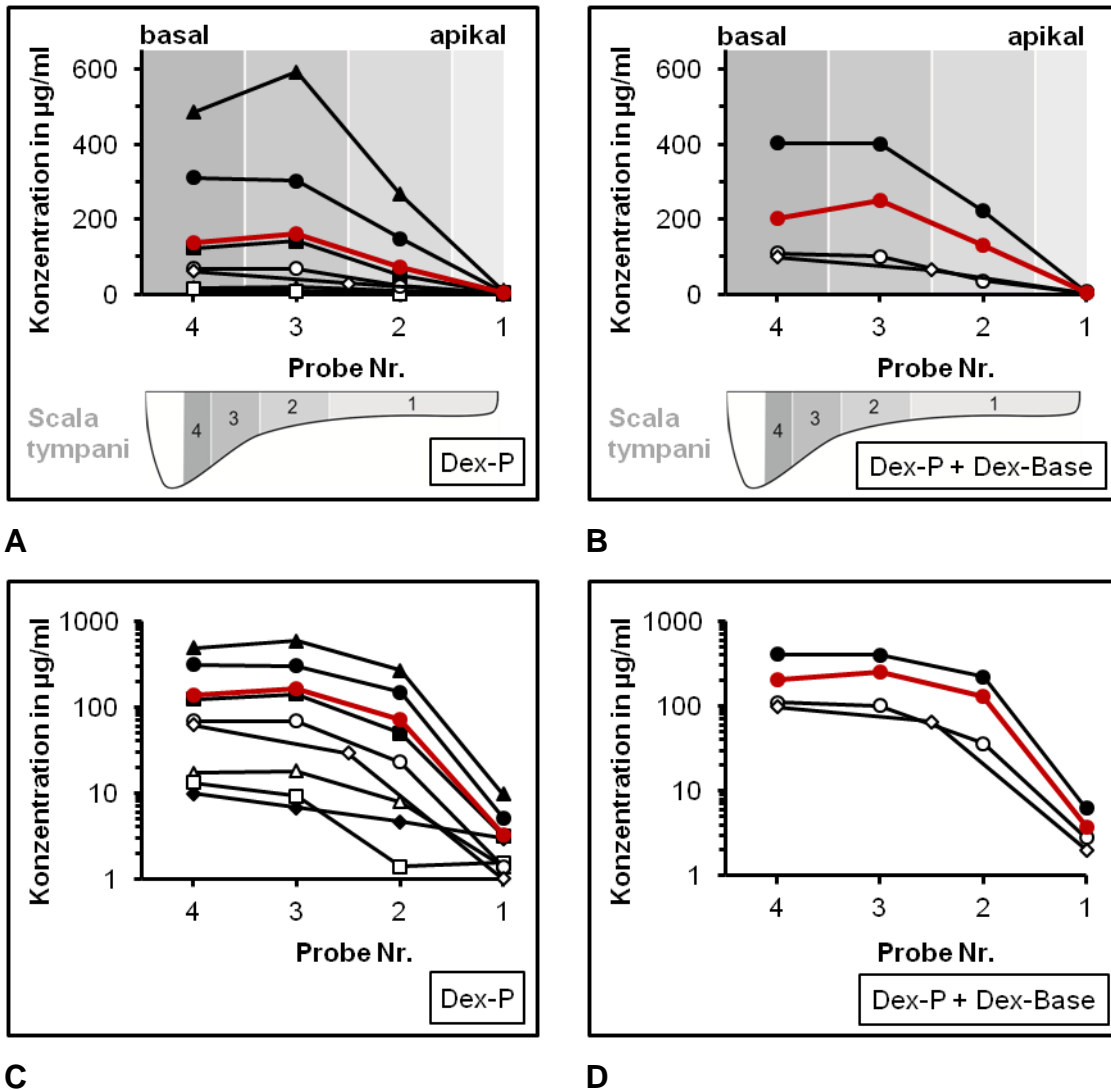 basal apikal
Konzentration in µg/ml
600
400
200
0
4 3 2 1
Probe Nr.
Scala
tympani
4 3 2 1
Dex-P
A
basal apikal
Konzentration in µg/ml
600
400
200
0
4 3 2 1
Probe Nr.
Scala
tympani
4 3 2 1
Dex-P + Dex-Base
B
Konzentration in µg/ml
1000
100
10
1
4 3 2 1
Probe Nr.
Dex-P
C
Konzentration in µg/ml
1000
100
10
1
4 3 2 1
Probe Nr.
Dex-P + Dex-Base
D